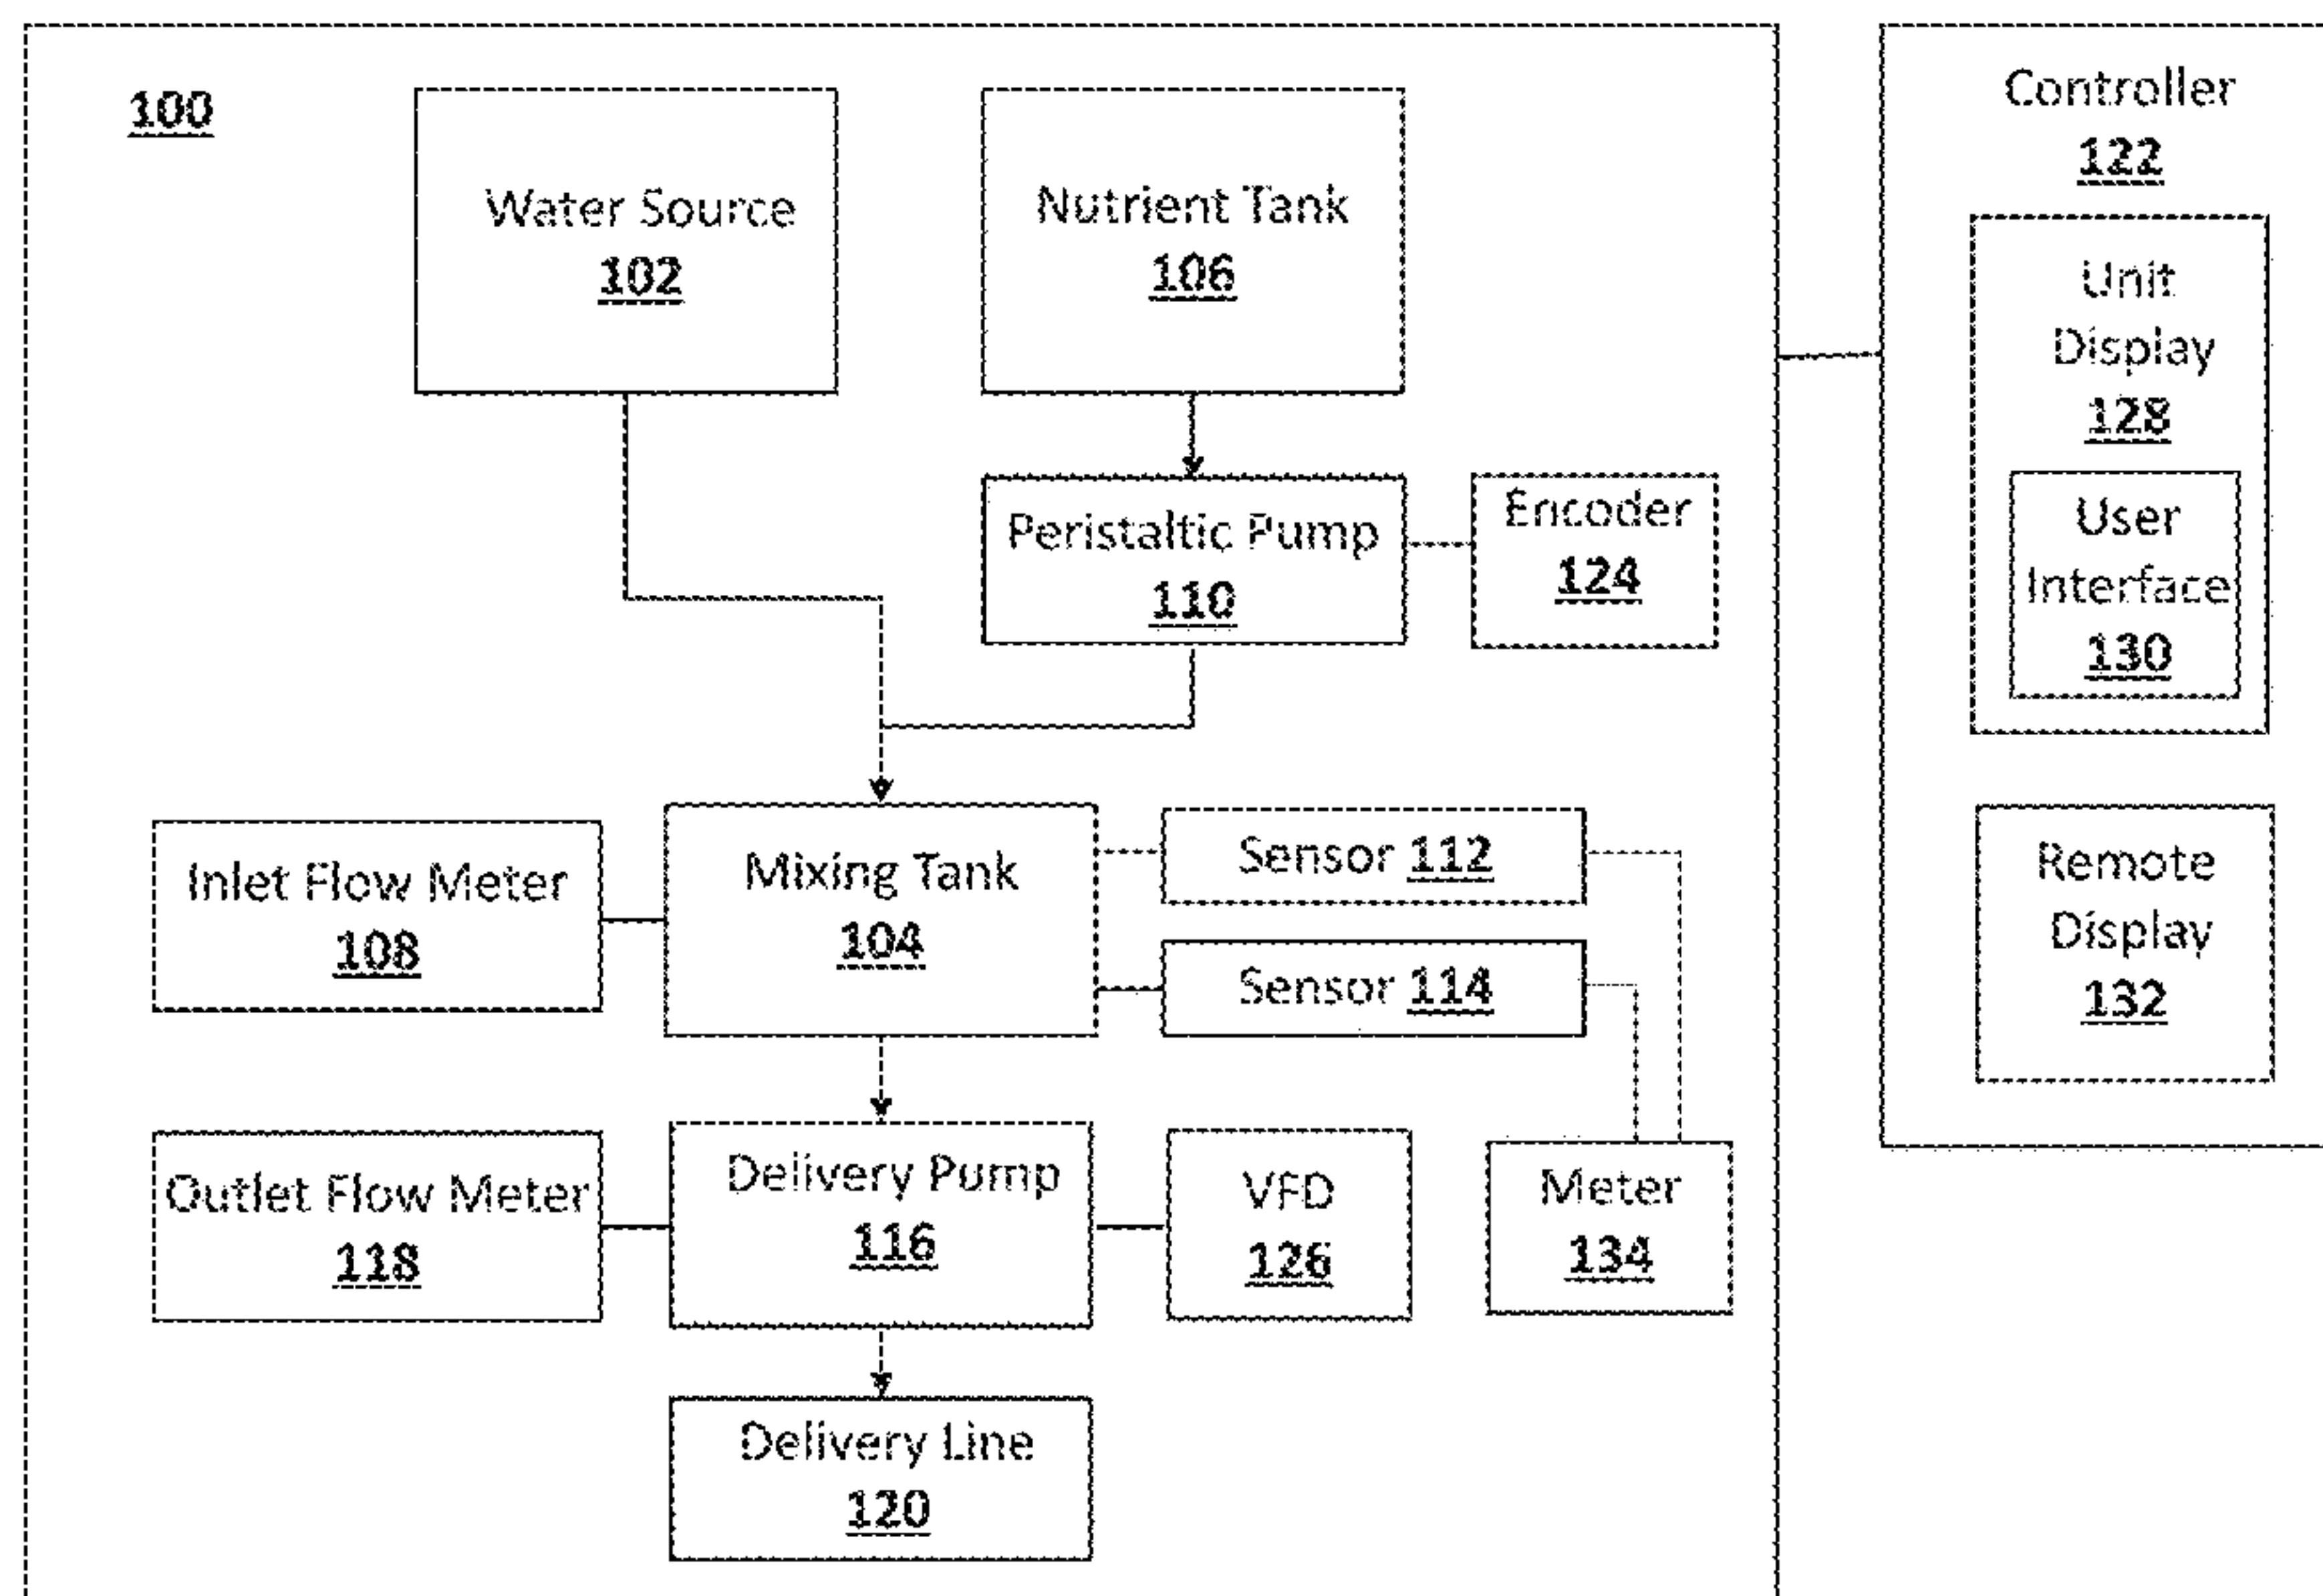 100
Water Source
102
Nutrient Tank
106
Peristaltic Pump
110
Encoder
124
Inlet Flow Meter
108
Mixing Tank
104
Sensor 112
Sensor 114
Outlet Flow Meter
118
Delivery Pump
116
VFD
126
Meter
134
Delivery Line
120
Controller
122
Unit
Display
128
User
Interface
130
Remote
Display
132